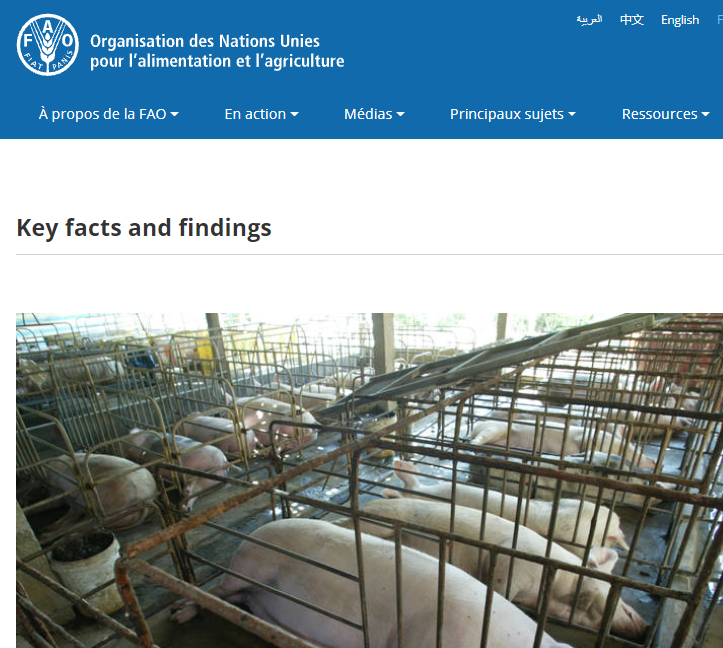 العربية 中文 English F
FAO
FIAT PANIS
Organisation des Nations Unies
pour l'alimentation et l'agriculture
À propos de la FAO En action Médias Principaux sujets Ressources
Key facts and findings